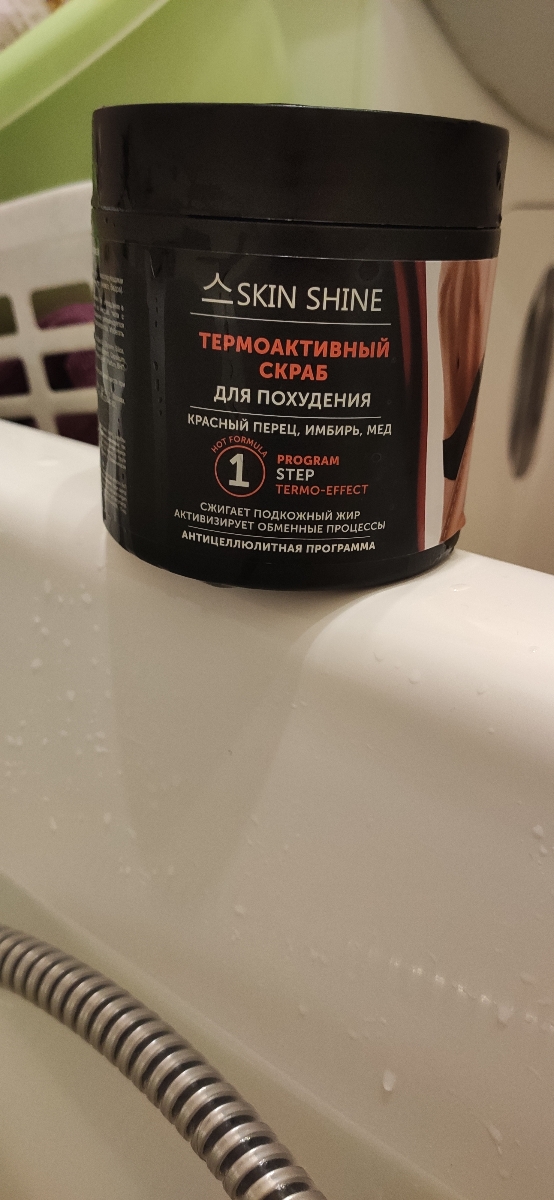 SKIN SHINE
ТЕРМОАКТИВНЫЙ
СКРАБ
ДЛЯ ПОХУДЕНИЯ
КРАСНЫЙ ПЕРЕЦ, ИМБИРЬ, МЕД
HOT FORMULA
1
PROGRAM
STEP
TERMO-EFFECT
СЖИГАЕТ ПОДКОЖНЫЙ ЖИР
АКТИВИЗИРУЕТ ОБМЕННЫЕ ПРОЦЕССЫ
АНТИЦЕЛЛЮЛИТНАЯ ПРОГРАММА